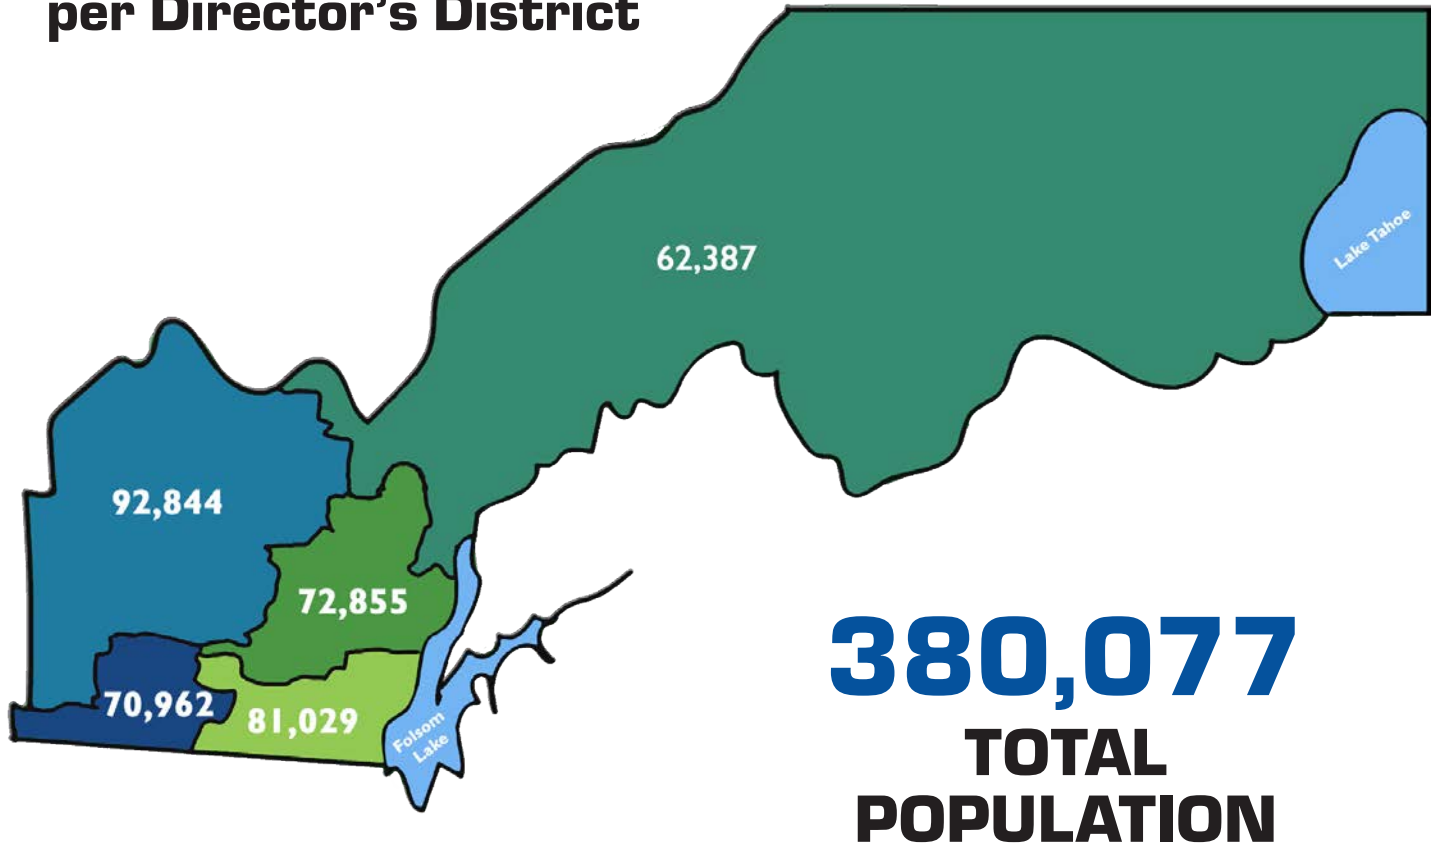 per Director's District
62,387
Lake Tahoe
92,844
72,855
70,962
81,029
Folsom
Lake
380,077
TOTAL
POPULATION